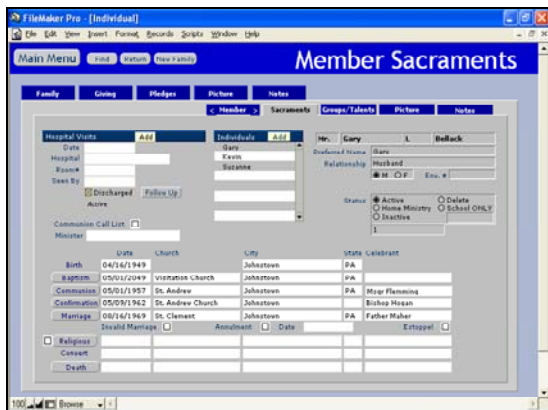 FileMaker Pro - [Individual]
File Edit View Insert Format Records Scripts Window Help
Main Menu Find Return New Family Member Sacraments
Family Giving Pledges Picture Notes
< Member > Sacraments Groups/Talents Picture Notes
Hospital Visits Add Individuals Add Mr. Gary L Bellack
Date Gary Preferred Name Gary
Hospital Kevin Relationship Husband
Room# Suzanne M F Env. #
Seen By
Discharged Follow Up Status Active Delete
Active Home Ministry School ONLY
Inactive
Communion Call List 1
Minister
Date Church City State Celebrant
Birth 04/16/1949 Johnstown PA
Baptism 05/01/2049 Visitation Church Johnstown PA
Communion 05/01/1957 St. Andrew Johnstown PA Msgr Flemming
Confirmation 05/09/1962 St. Andrew Church Johnstown Bishop Hogan
Marriage 08/16/1969 St. Clement Johnstown PA Father Maher
Invalid Marriage Annulment Date Estoppel
Religious
Convert
Death
100 Browse